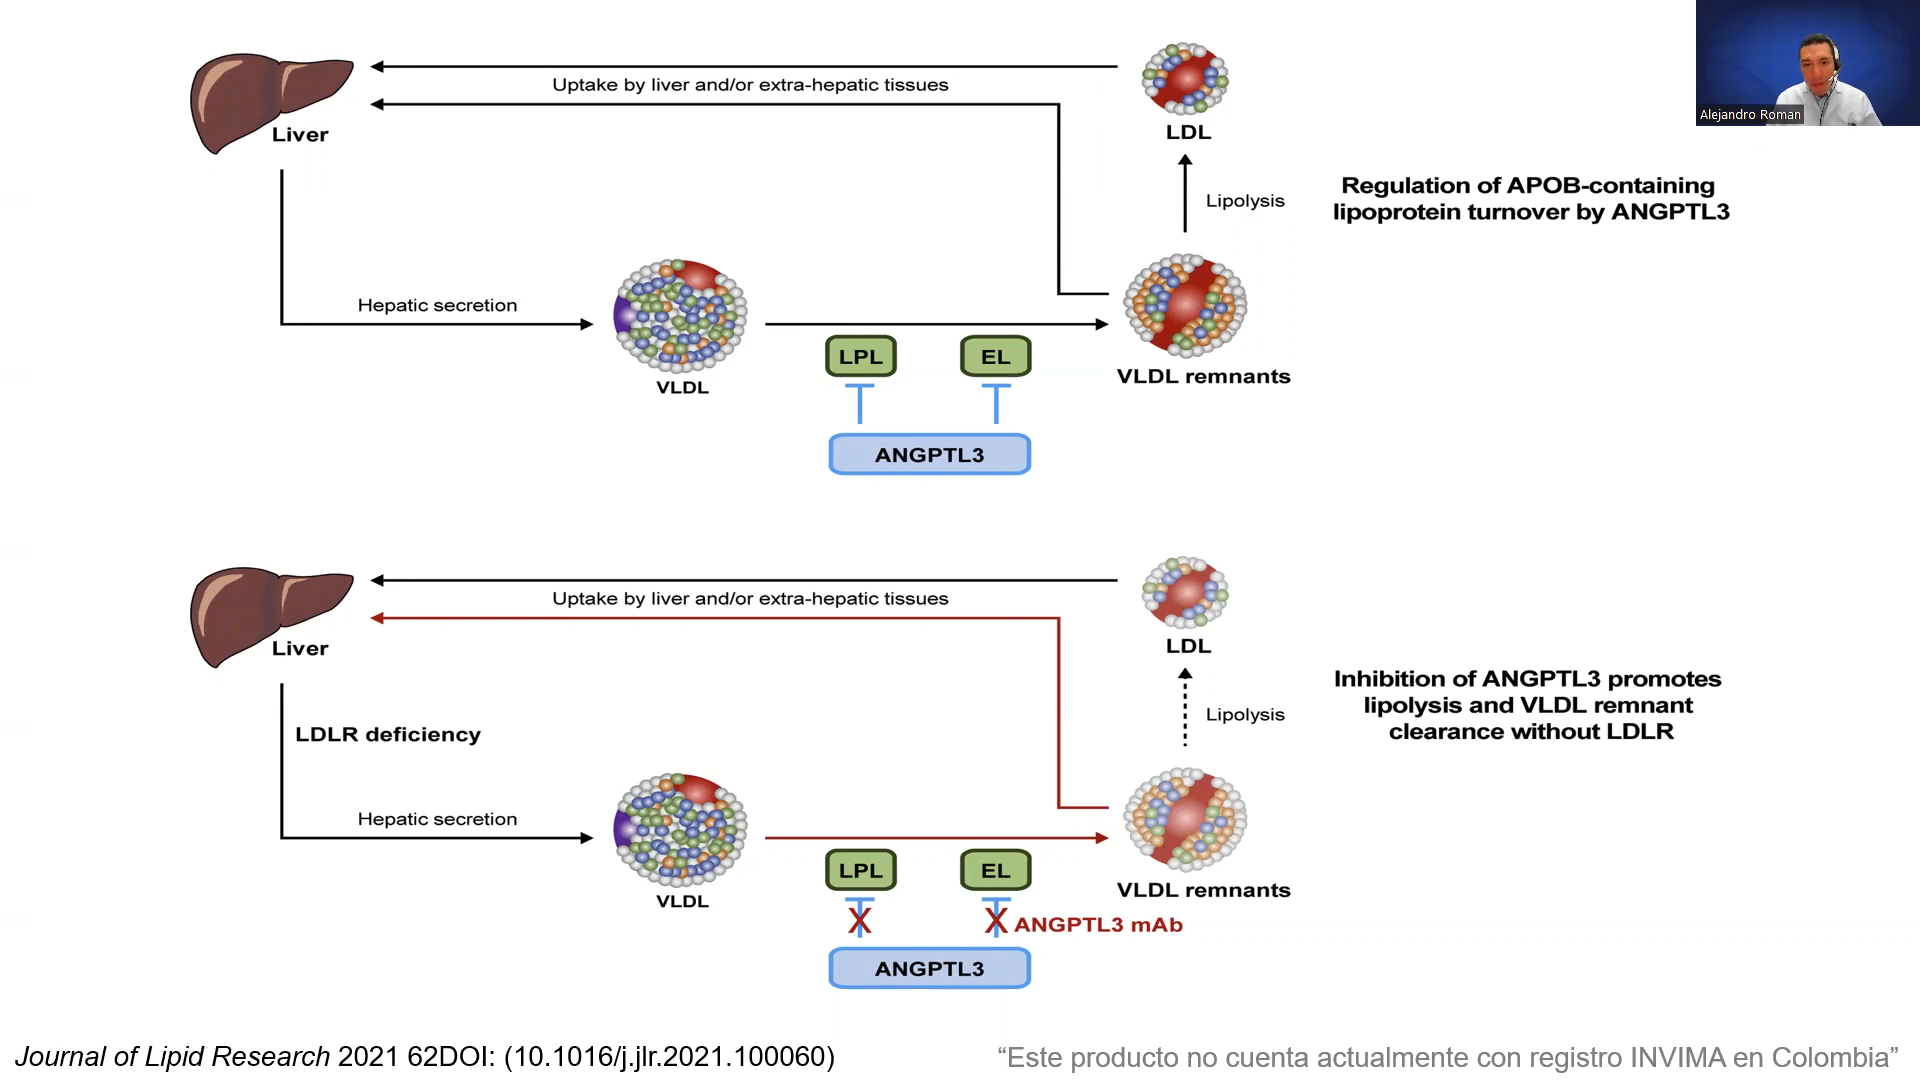 Alejandro Roman
Uptake by liver and/or extra-hepatic tissues
Liver
LDL
Lipolysis
Regulation of APOB-containing
lipoprotein turnover by ANGPTL3
Hepatic secretion
VLDL
LPL
EL
VLDL remnants
ANGPTL3
Uptake by liver and/or extra-hepatic tissues
Liver
LDL
Lipolysis
Inhibition of ANGPTL3 promotes
lipolysis and VLDL remnant
clearance without LDLR
LDLR deficiency
Hepatic secretion
VLDL
LPL
EL
VLDL remnants
X
X ANGPTL3 mAb
ANGPTL3
Journal of Lipid Research 2021 62DOI: (10.1016/j.jlr.2021.100060)
“Este producto no cuenta actualmente con registro INVIMA en Colombia”